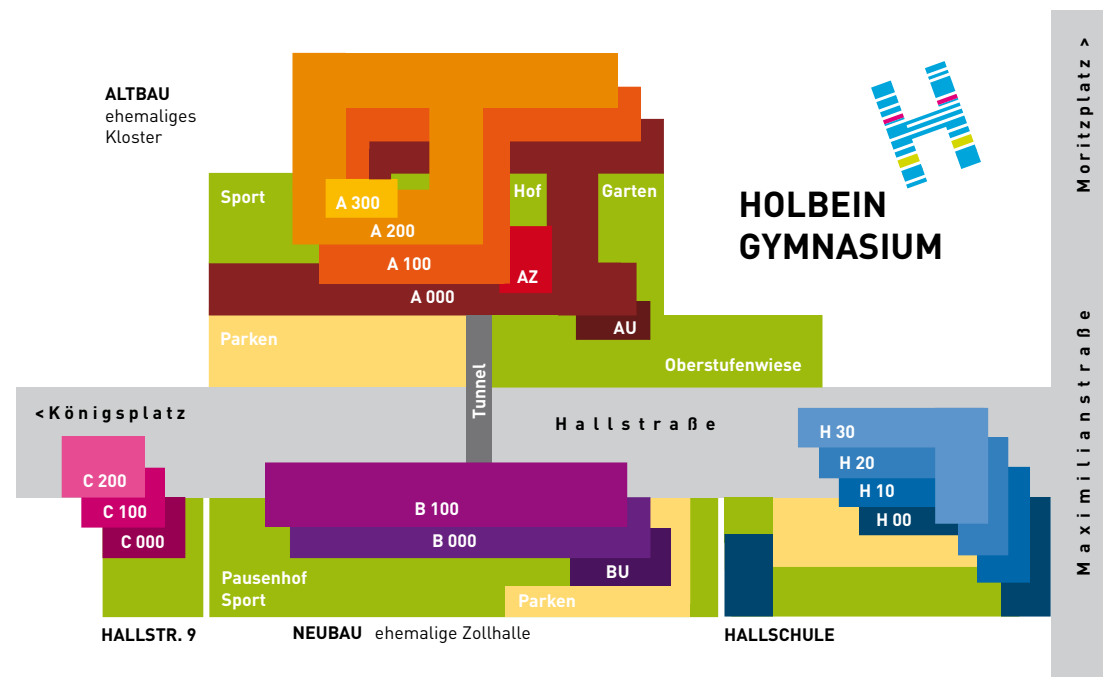 ALTBAU
ehemaliges
Kloster
Sport
A 300
A 200
A 100
A 000
Hof
Garten
AZ
AU
Parken
Tunnel
Oberstufenwiese
HOLBEIN
GYMNASIUM
Moritzplatz >
Maximilianstraße
<Königsplatz
Hallstraße
C 200
C 100
C 000
HALLSTR. 9
B 100
B 000
BU
Pausenhof
Sport
Parken
NEUBAU ehemalige Zollhalle
H 30
H 20
H 10
H 00
HALLSCHULE